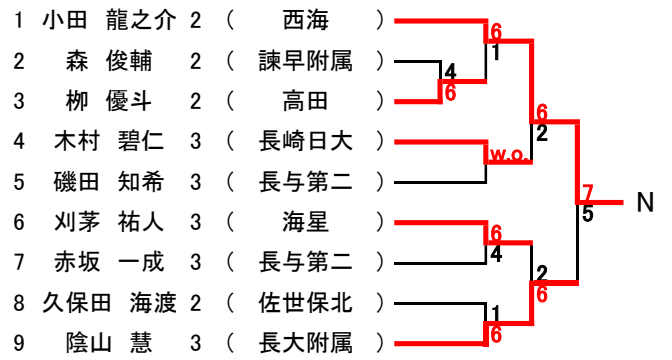 1 小田 龍之介 2 ( 西海 )
2 森 俊輔 2 ( 諫早附属 )
3 栁 優斗 2 ( 高田 )
4 木村 碧仁 3 ( 長崎日大 )
5 磯田 知希 3 ( 長与第二 )
6 刈茅 祐人 3 ( 海星 )
7 赤坂 一成 3 ( 長与第二 )
8 久保田 海渡 2 ( 佐世保北 )
9 陰山 慧 3 ( 長大附属 )
6
1
4
6
6
2
w.o.
7
5
N
6
4
2
6
1
6